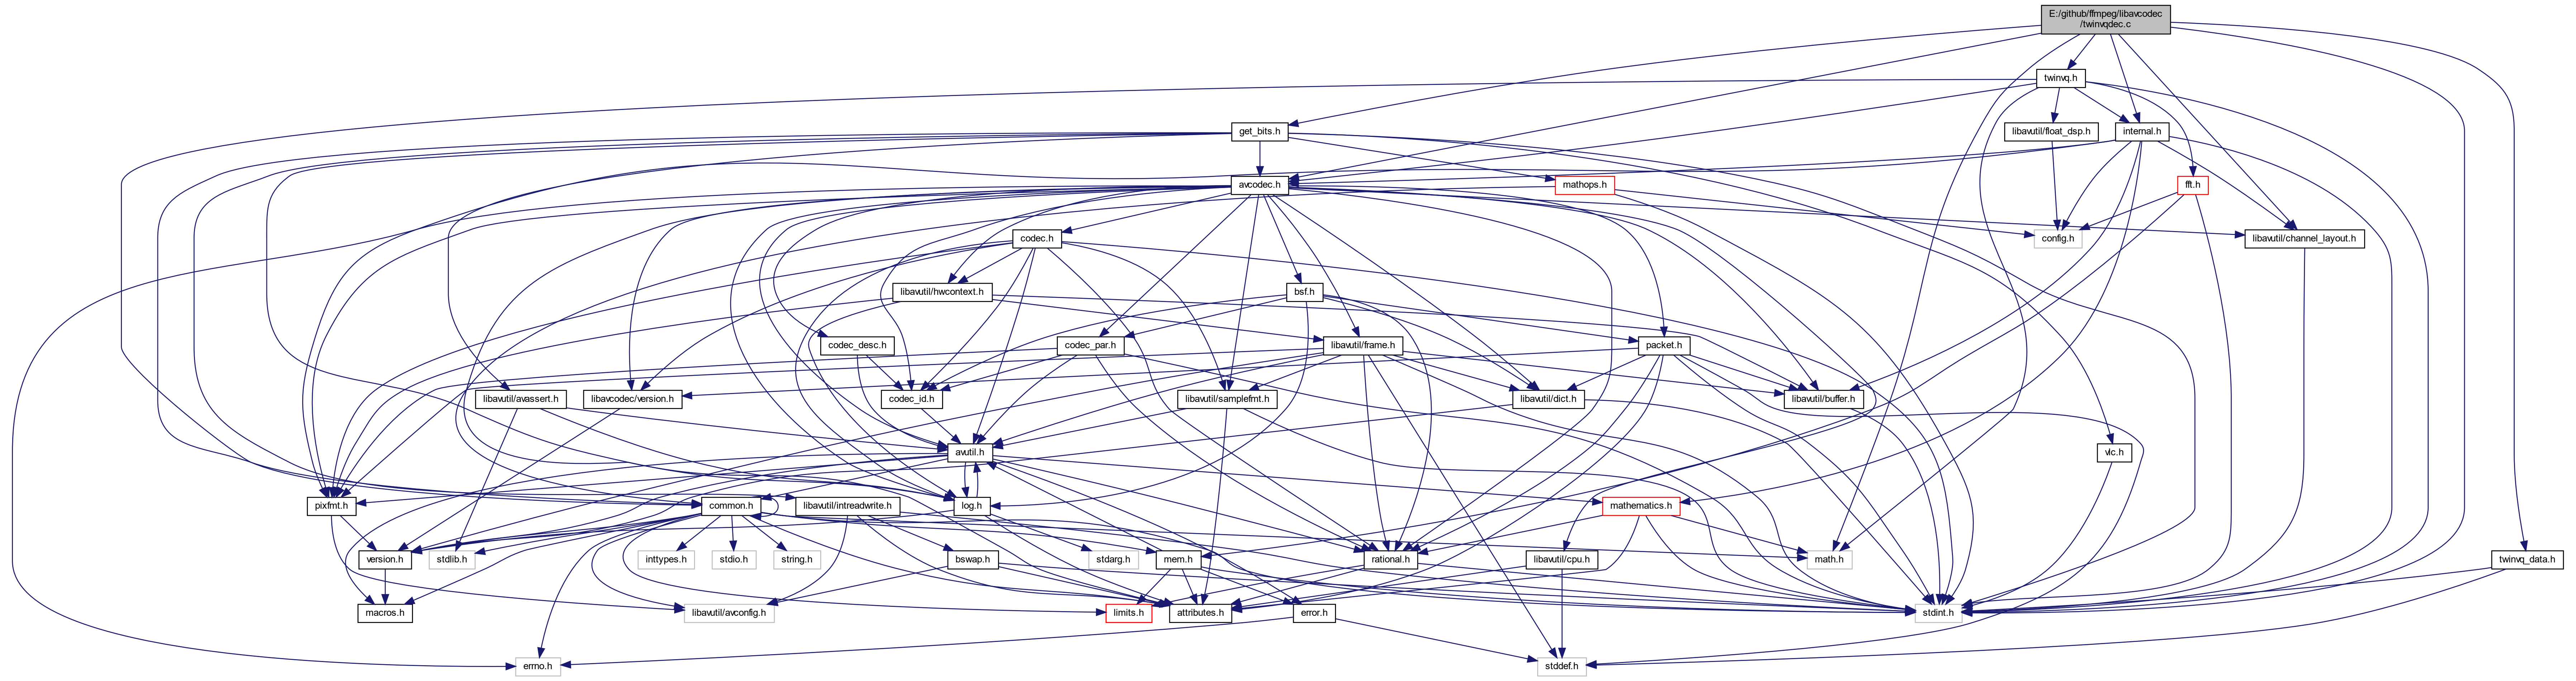 E:/github/ffmpeg/libavcodec
/twinvqdec.c
twinvq.h
get_bits.h
libavutil/float_dsp.h
internal.h
avcodec.h
mathops.h
fft.h
codec.h
config.h
libavutil/channel_layout.h
libavutil/hwcontext.h
bsf.h
codec_desc.h
codec_par.h
libavutil/frame.h
packet.h
libavutil/avassert.h
libavcodec/version.h
codec_id.h
libavutil/samplefmt.h
libavutil/dict.h
libavutil/buffer.h
avutil.h
vlc.h
pixfmt.h
common.h
libavutil/intreadwrite.h
log.h
mathematics.h
version.h
stdlib.h
inttypes.h
stdio.h
string.h
bswap.h
stdarg.h
mem.h
rational.h
libavutil/cpu.h
math.h
twinvq_data.h
macros.h
libavutil/avconfig.h
limits.h
attributes.h
error.h
stdint.h
errno.h
stddef.h